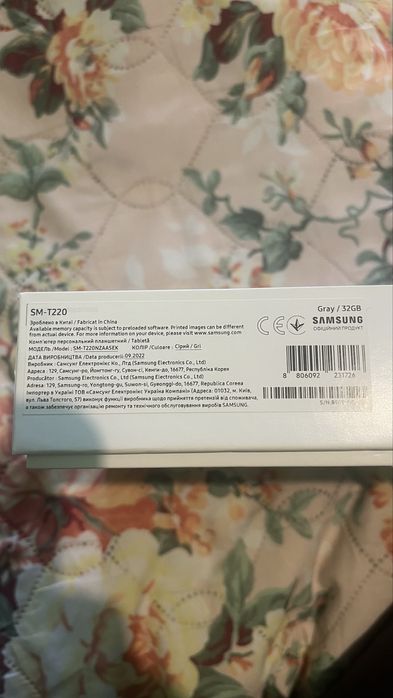 SM-T220
Gray / 32GB
Зроблено в Китаї / Fabricat în China
Available memory capacity is subject to preloaded software. Printed images can be different
from actual device. For more information on your device, please visit www.samsung.com.
SAMSUNG
ОФІЦІЙНИЙ ПРОДУКТ
Комп'ютер персональний планшетний / Tabletă
МОДЕЛЬ /Model : SM-T220NZAASEK КОЛІР /Culoare : Сірий / Gri
ДАТА ВИРОБНИЦТВА /Data producerii:09.2022
Виробник : Самсунг Електронікс Ко., Лтд (Samsung Electronics Co., Ltd)
Адреса : 129, Самсунг-ро, Йонгтонг-гу, Сувон-сі, Кенгі-до, 16677, Республіка Корея
Producător : Samsung Electronics Co., Ltd (Samsung Electronics Co., Ltd)
Adresa: 129, Samsung-ro, Yongtong-gu, Suwon-si, Gyeonggi-do, 16677, Republica Coreea
8 806092 231726
Імпортер в Україні ТОВ «Самсунг Електронікс Україна Компані» (Адреса: 01032, м. Київ,
вул. Льва Толстого, 57) виконує функції виробника щодо прийняття претензій від споживача,
а також забезпечує організацію ремонту та технічного обслуговування виробів SAMSUNG.
S/N: